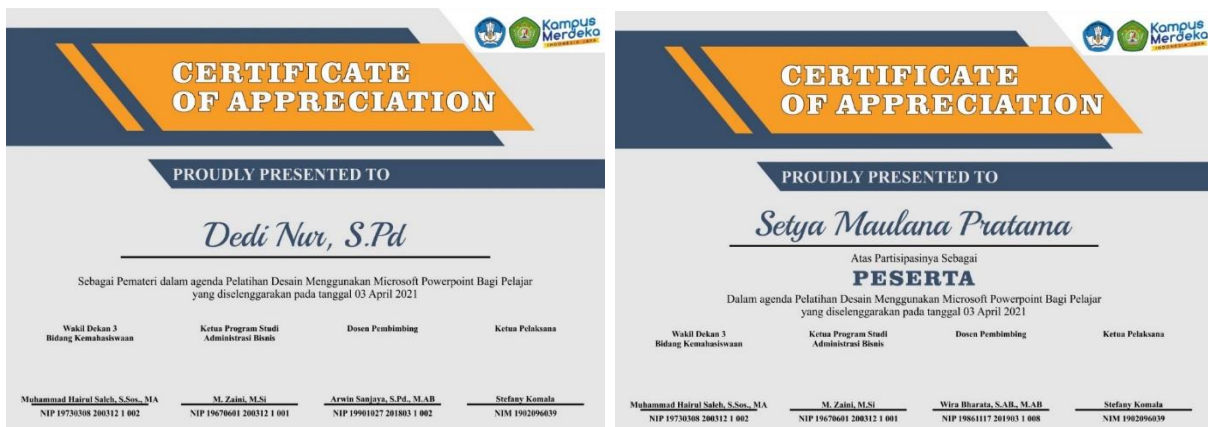 Kampus
Merdeka
INDONESIA JAYA
CERTIFICATE
OF APPRECIATION
PROUDLY PRESENTED TO
Dedi Nur, S.Pd
Sebagai Pemateri dalam agenda Pelatihan Desain Menggunakan Microsoft Powerpoint Bagi Pelajar
yang diselenggarakan pada tanggal 03 April 2021
Wakil Dekan 3
Bidang Kemahasiswaan
Muhammad Hairul Saleh, S.Sos., MA
NIP 19730308 200312 1 002
Ketua Program Studi
Administrasi Bisnis
M. Zaini, M.Si
NIP 19670601 200312 1 001
Dosen Pembimbing
Arwin Sanjaya, S.Pd., M.AB
NIP 19901027 201803 1 002
Ketua Pelaksana
Stefany Komala
NIM 1902096039
Kampus
Merdeka
INDONESIA JAYA
CERTIFICATE
OF APPRECIATION
PROUDLY PRESENTED TO
Setya Maulana Pratama
Atas Partisipasinya Sebagai
PESERTA
Dalam agenda Pelatihan Desain Menggunakan Microsoft Powerpoint Bagi Pelajar
yang diselenggarakan pada tanggal 03 April 2021
Wakil Dekan 3
Bidang Kemahasiswaan
Muhammad Hairul Saleh, S.Sos., MA
NIP 19730308 200312 1 002
Ketua Program Studi
Administrasi Bisnis
M. Zaini, M.Si
NIP 19670601 200312 1 001
Dosen Pembimbing
Wira Bharata, S.AB., M.AB
NIP 19861117 201903 1 008
Ketua Pelaksana
Stefany Komala
NIM 1902096039